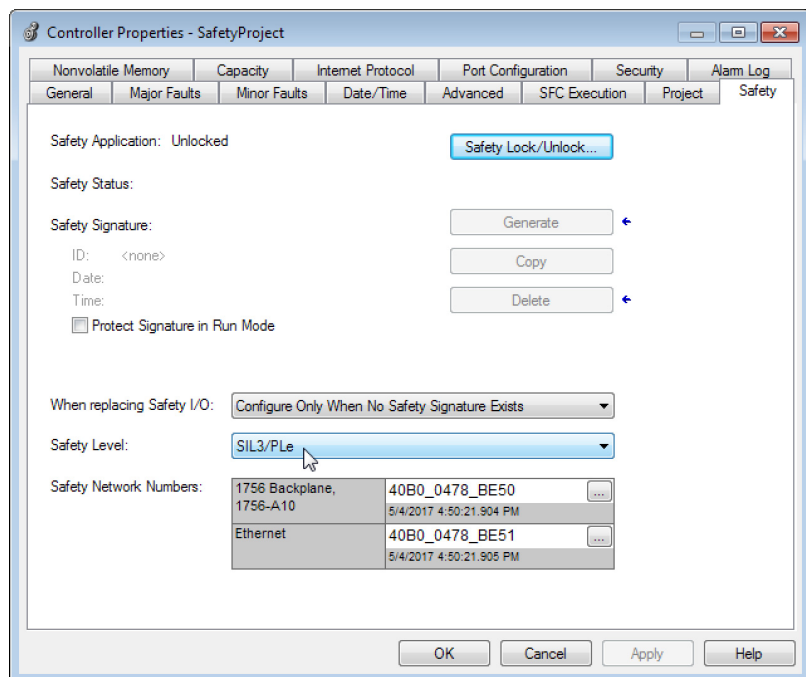 Controller Properties - SafetyProject
Nonvolatile Memory Capacity Internet Protocol Port Configuration Security Alarm Log
General Major Faults Minor Faults Date/Time Advanced SFC Execution Project Safety
Safety Application: Unlocked
Safety Lock/Unlock...
Safety Status:
Safety Signature:
Generate
ID: <none>
Copy
Date:
Time:
Delete
Protect Signature in Run Mode
When replacing Safety I/O: Configure Only When No Safety Signature Exists
Safety Level: SIL3/PLe
Safety Network Numbers:
1756 Backplane,
1756-A10
40B0_0478_BE50
...
5/4/2017 4:50:21.904 PM
Ethernet
40B0_0478_BE51
...
5/4/2017 4:50:21.905 PM
OK Cancel Apply Help